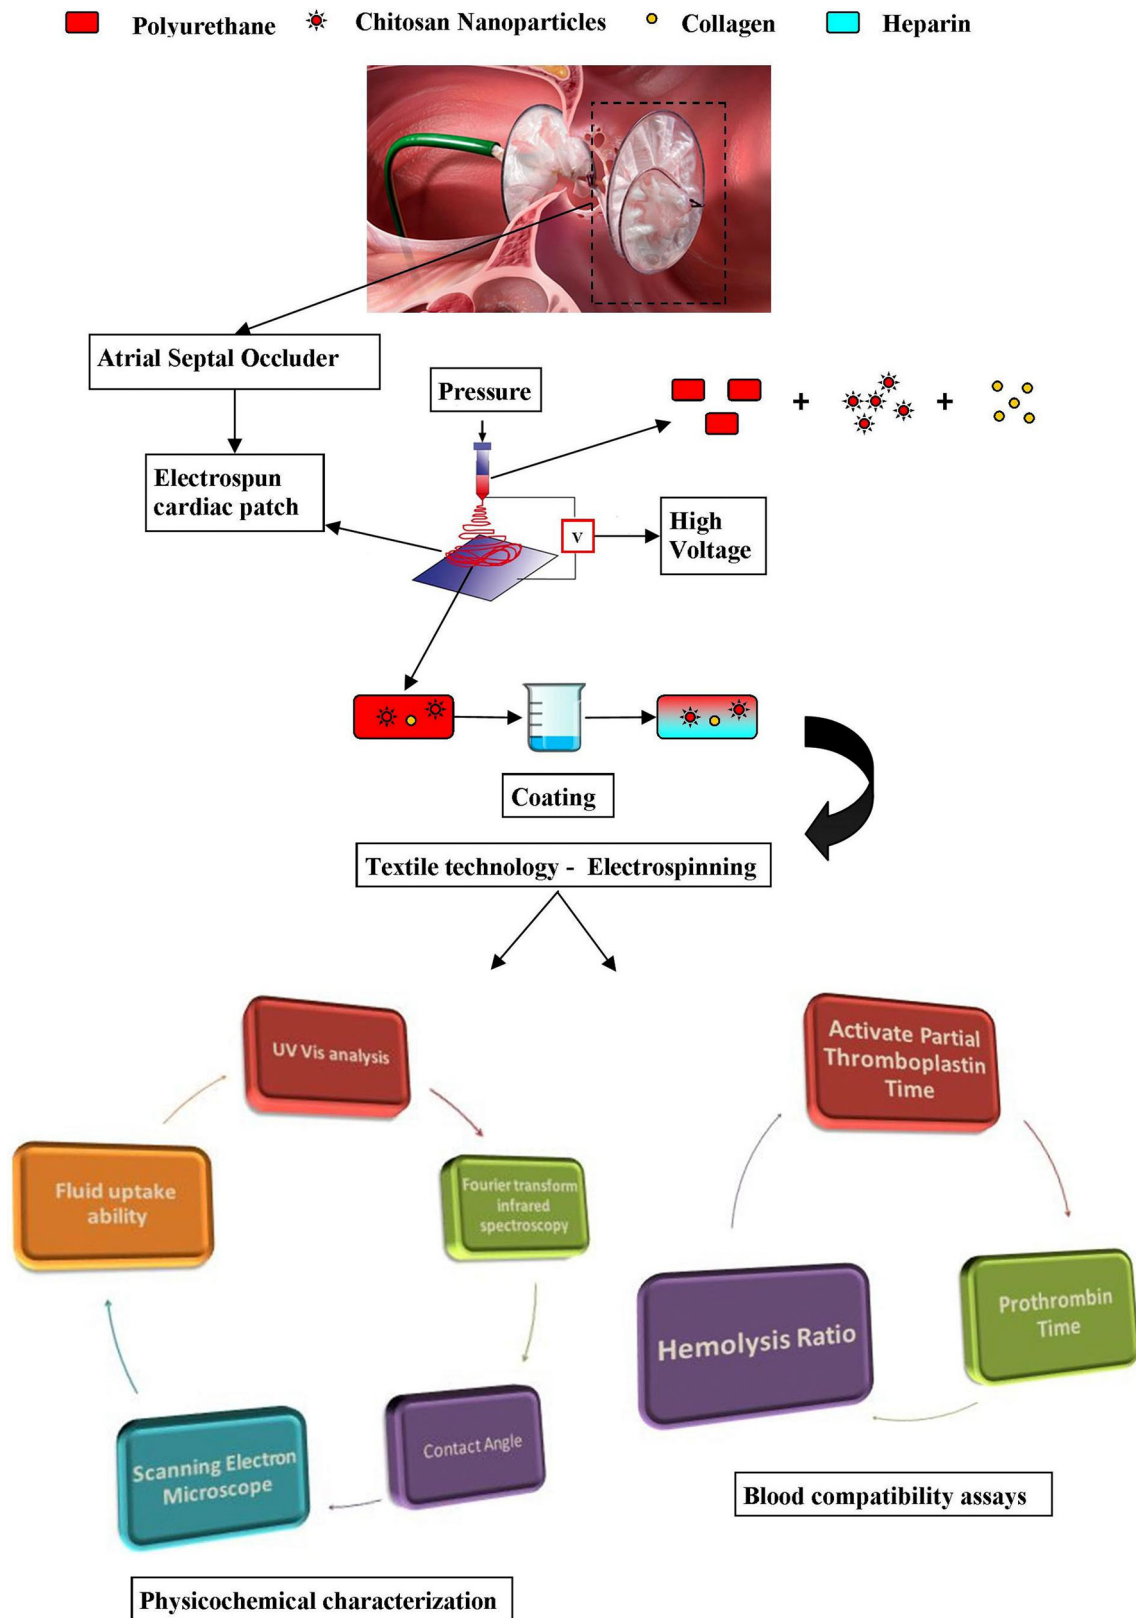 Polyurethane Chitosan Nanoparticles Collagen Heparin
Atrial Septal Occluder
Pressure
+ +
Electrospun
cardiac patch
V
High
Voltage
Coating
Textile technology - Electrospinning
UV Vis analysis
Fourier transform
infrared
spectroscopy
Contact Angle
Scanning Electron
Microscope
Fluid uptake
ability
Physicochemical characterization
Activate Partial
Thromboplastin
Time
Prothrombin
Time
Hemolysis Ratio
Blood compatibility assays